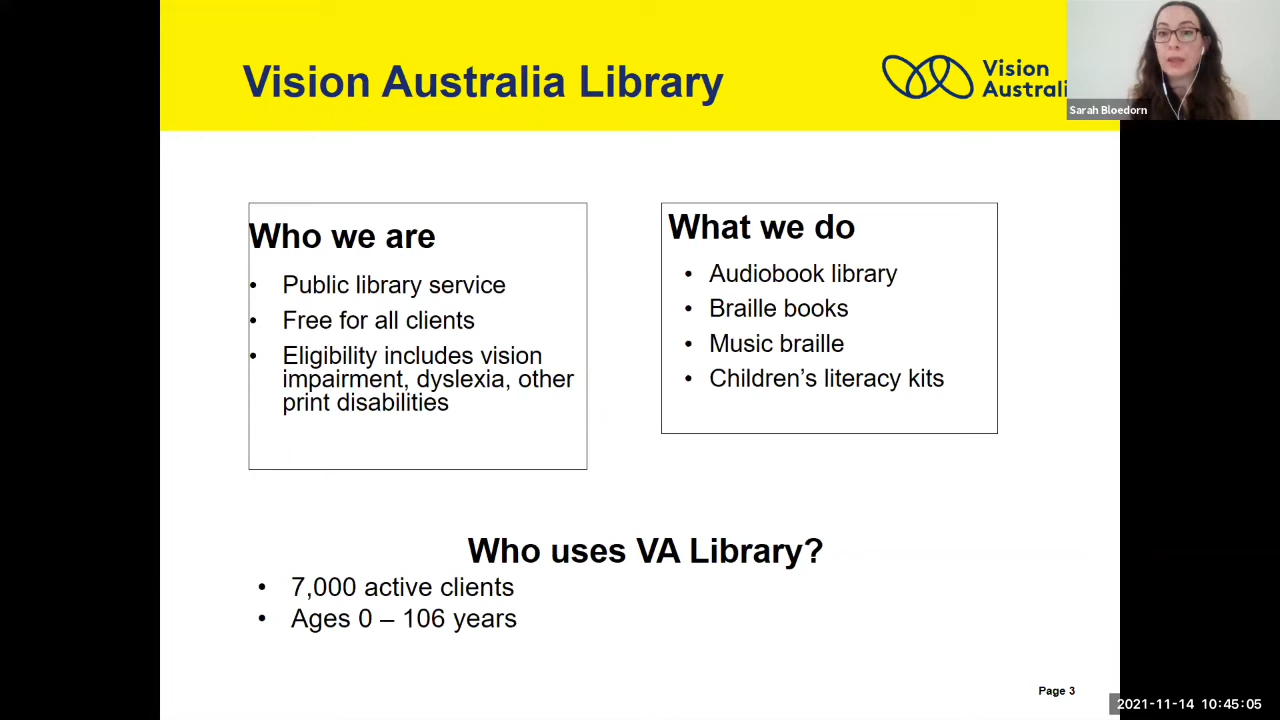 Vision Australia Library
Vision
Australi
Sarah Bloedorn
Who we are
• Public library service
• Free for all clients
• Eligibility includes vision
impairment, dyslexia, other
print disabilities
What we do
• Audiobook library
• Braille books
• Music braille
• Children’s literacy kits
Who uses VA Library?
• 7,000 active clients
• Ages 0 – 106 years
Page 3
2021-11-14 10:45:05